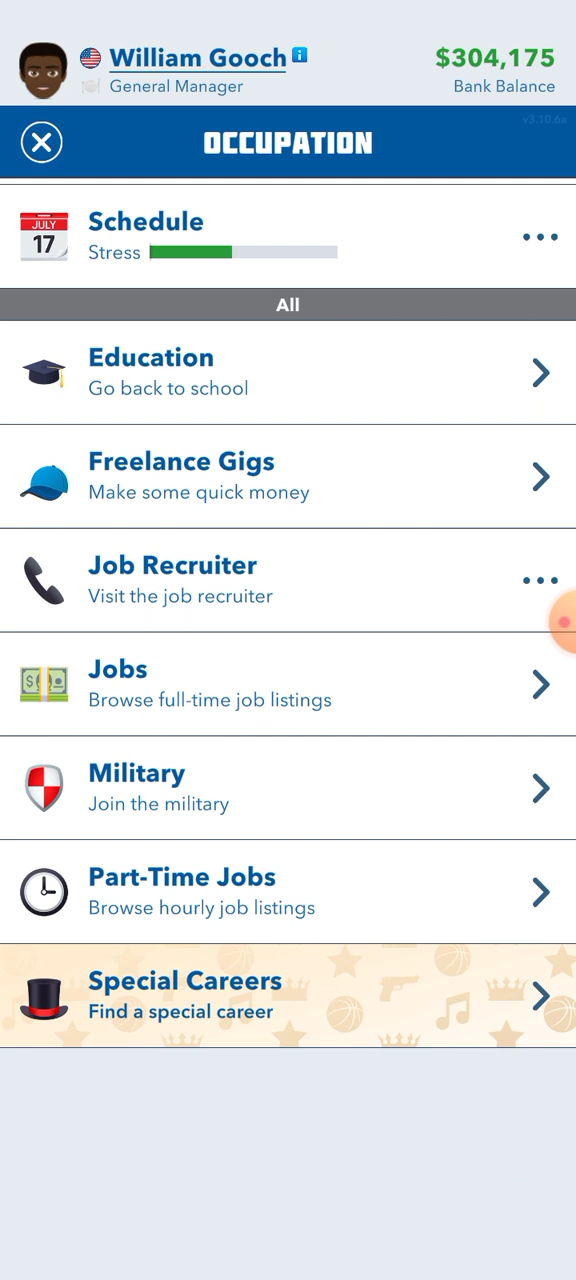 William Gooch
$304,175
General Manager
Bank Balance
v3.10.6a
OCCUPATION
JULY
17
Schedule
Stress
All
Education
Go back to school
Freelance Gigs
Make some quick money
Job Recruiter
Visit the job recruiter
Jobs
Browse full-time job listings
Military
Join the military
Part-Time Jobs
Browse hourly job listings
Special Careers
Find a special career